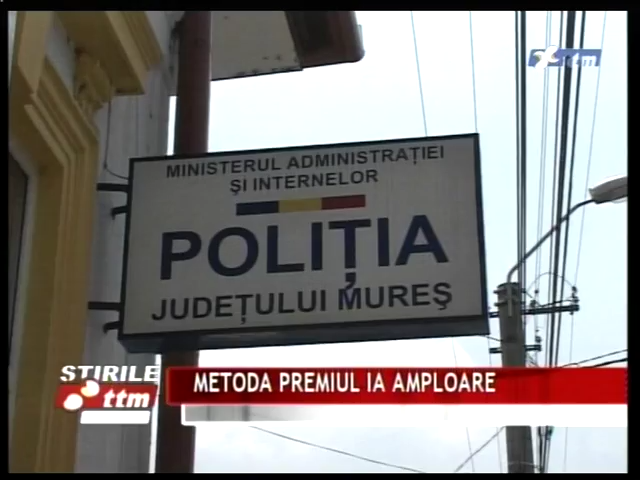 ttm
MINISTERUL ADMINISTRAȚIEI
ȘI INTERNELOR
POLIȚIA
JUDEȚULUI MUREȘ
STIRILE
ttm
METODA PREMIUL IA AMPLOARE